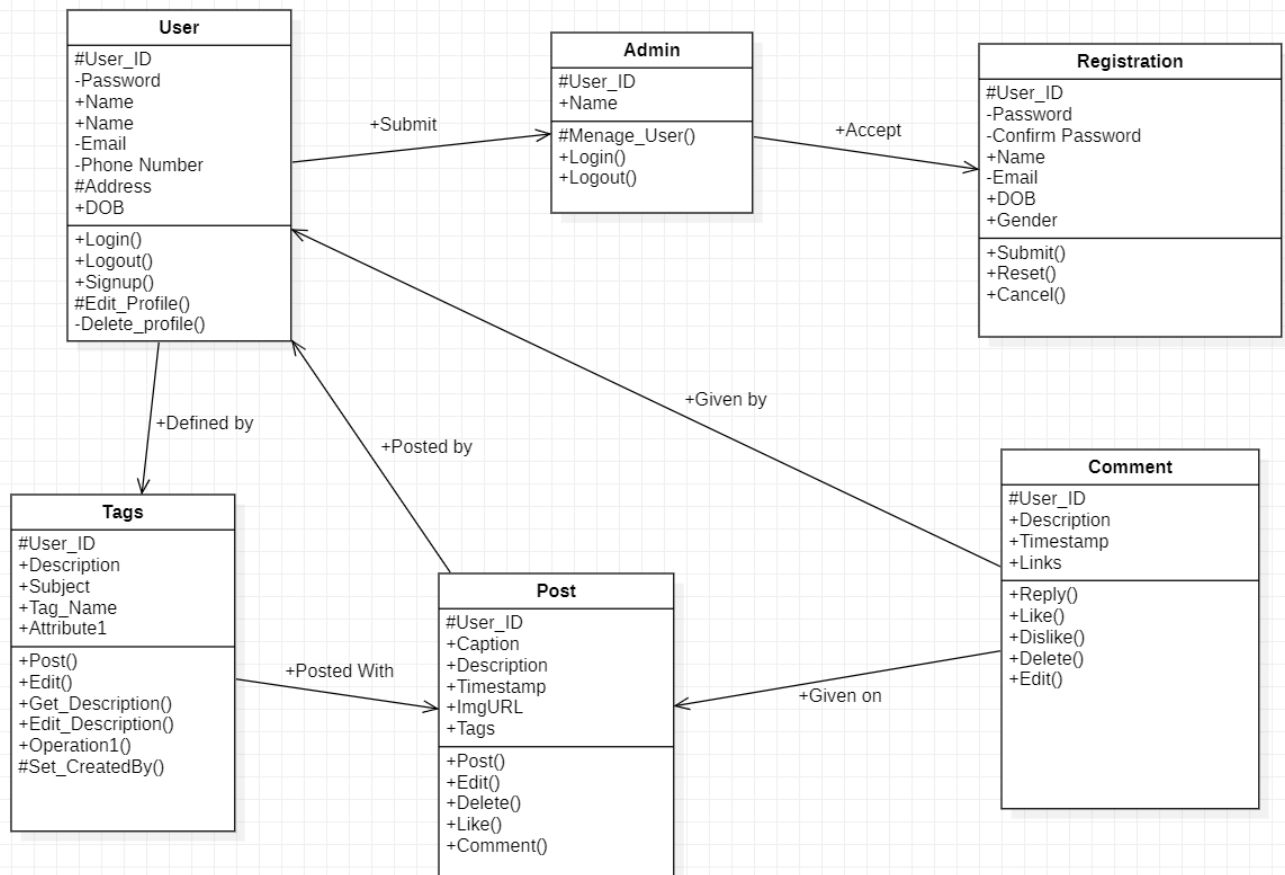 User
#User_ID
-Password
+Name
+Name
-Email
-Phone Number
#Address
+DOB
+Login()
+Logout()
+Signup()
#Edit_Profile()
-Delete_profile()
+Submit
Admin
#User_ID
+Name
#Menage_User()
+Login()
+Logout()
+Accept
Registration
#User_ID
-Password
-Confirm Password
+Name
-Email
+DOB
+Gender
+Submit()
+Reset()
+Cancel()
+Defined by
+Posted by
+Given by
Tags
#User_ID
+Description
+Subject
+Tag_Name
+Attribute1
+Post()
+Edit()
+Get_Description()
+Edit_Description()
+Operation1()
#Set_CreatedBy()
+Posted With
Post
#User_ID
+Caption
+Description
+Timestamp
+ImgURL
+Tags
+Post()
+Edit()
+Delete()
+Like()
+Comment()
+Given on
Comment
#User_ID
+Description
+Timestamp
+Links
+Reply()
+Like()
+Dislike()
+Delete()
+Edit()